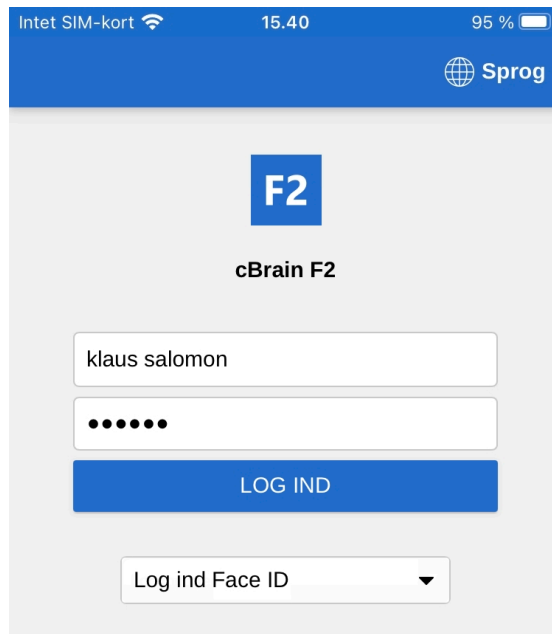 Intet SIM-kort 15.40 95 %
Sprog
F2
cBrain F2
klaus salomon
••••••
LOG IND
Log ind Face ID